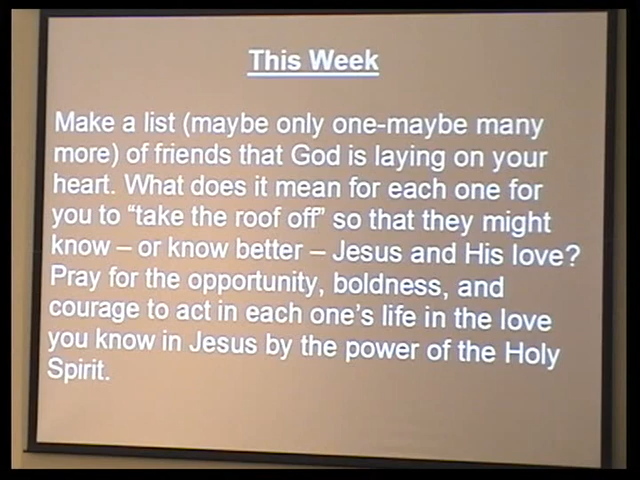 This Week
Make a list (maybe only one-maybe many
more) of friends that God is laying on your
heart. What does it mean for each one for
you to “take the roof off” so that they might
know – or know better – Jesus and His love?
Pray for the opportunity, boldness, and
courage to act in each one’s life in the love
you know in Jesus by the power of the Holy
Spirit.